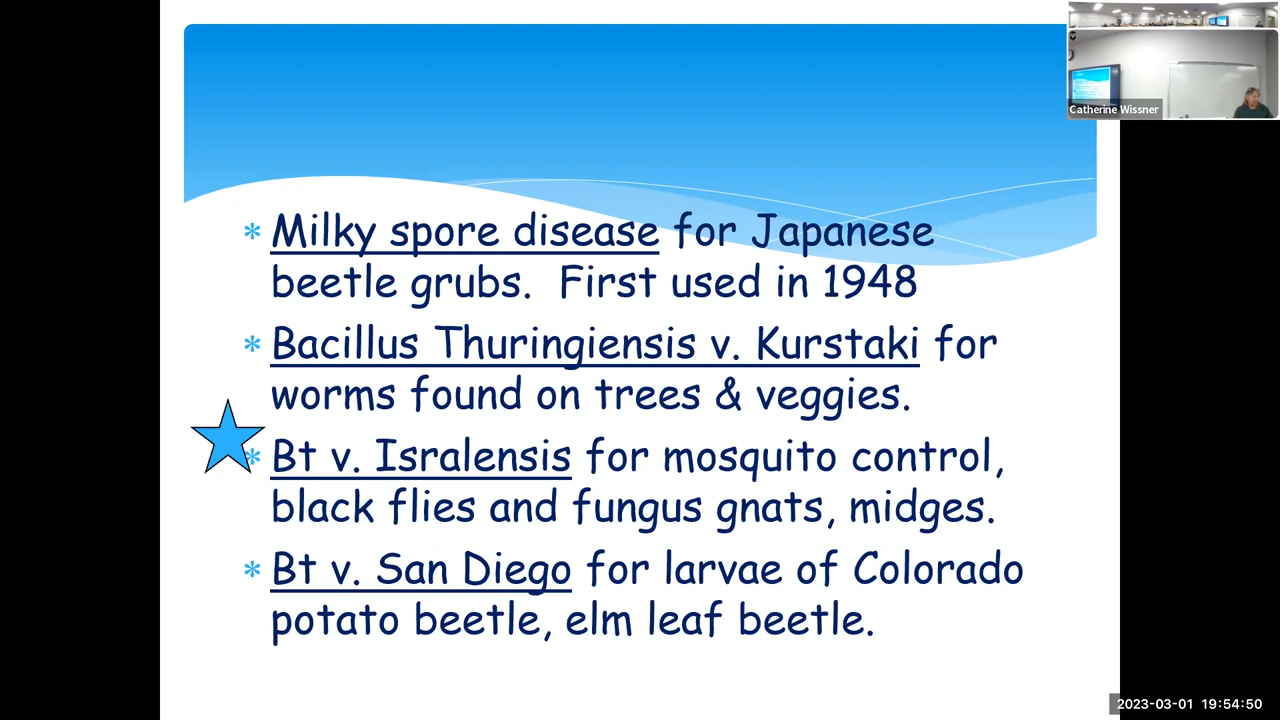 Catherine Wissner
* Milky spore disease for Japanese
beetle grubs.  First used in 1948
* Bacillus Thuringiensis v. Kurstaki for
worms found on trees & veggies.
* Bt v. Isralensis for mosquito control,
black flies and fungus gnats, midges.
* Bt v. San Diego for larvae of Colorado
potato beetle, elm leaf beetle.
2023-03-01 19:54:50